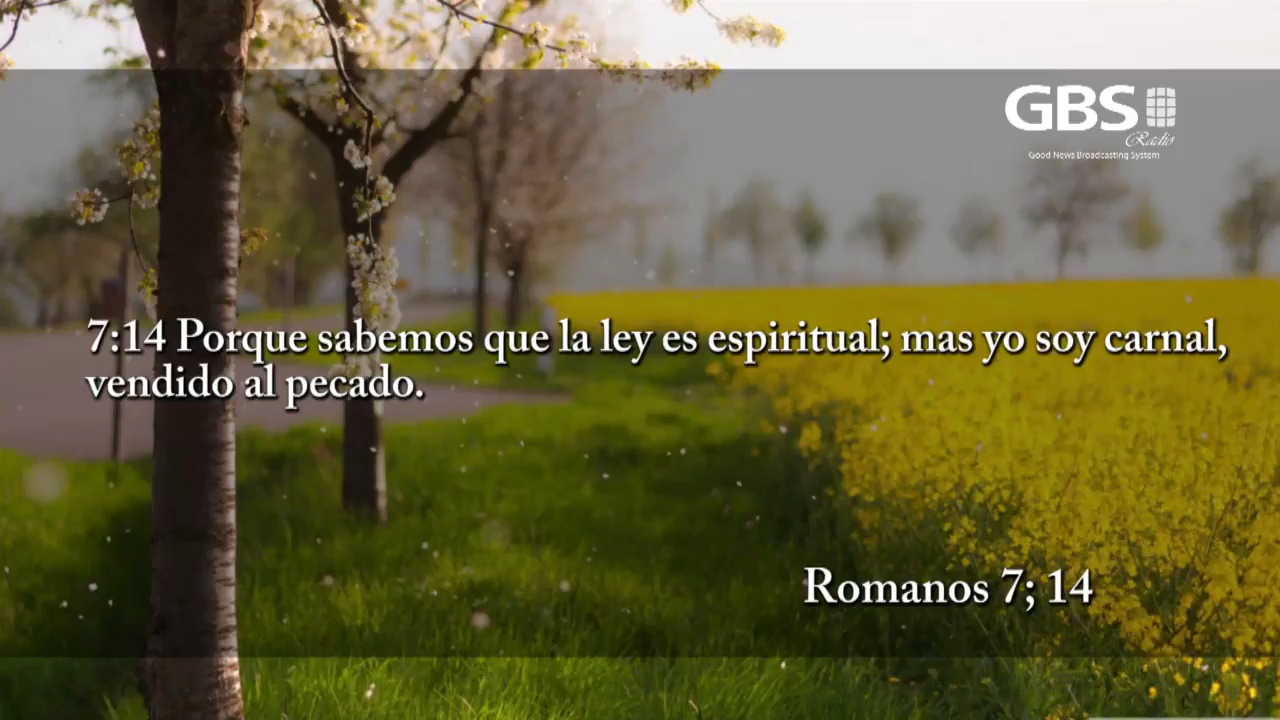 GBS
Radio
Good News Broadcasting System
7:14 Porque sabemos que la ley es espiritual; mas yo soy carnal,
vendido al pecado.
Romanos 7; 14